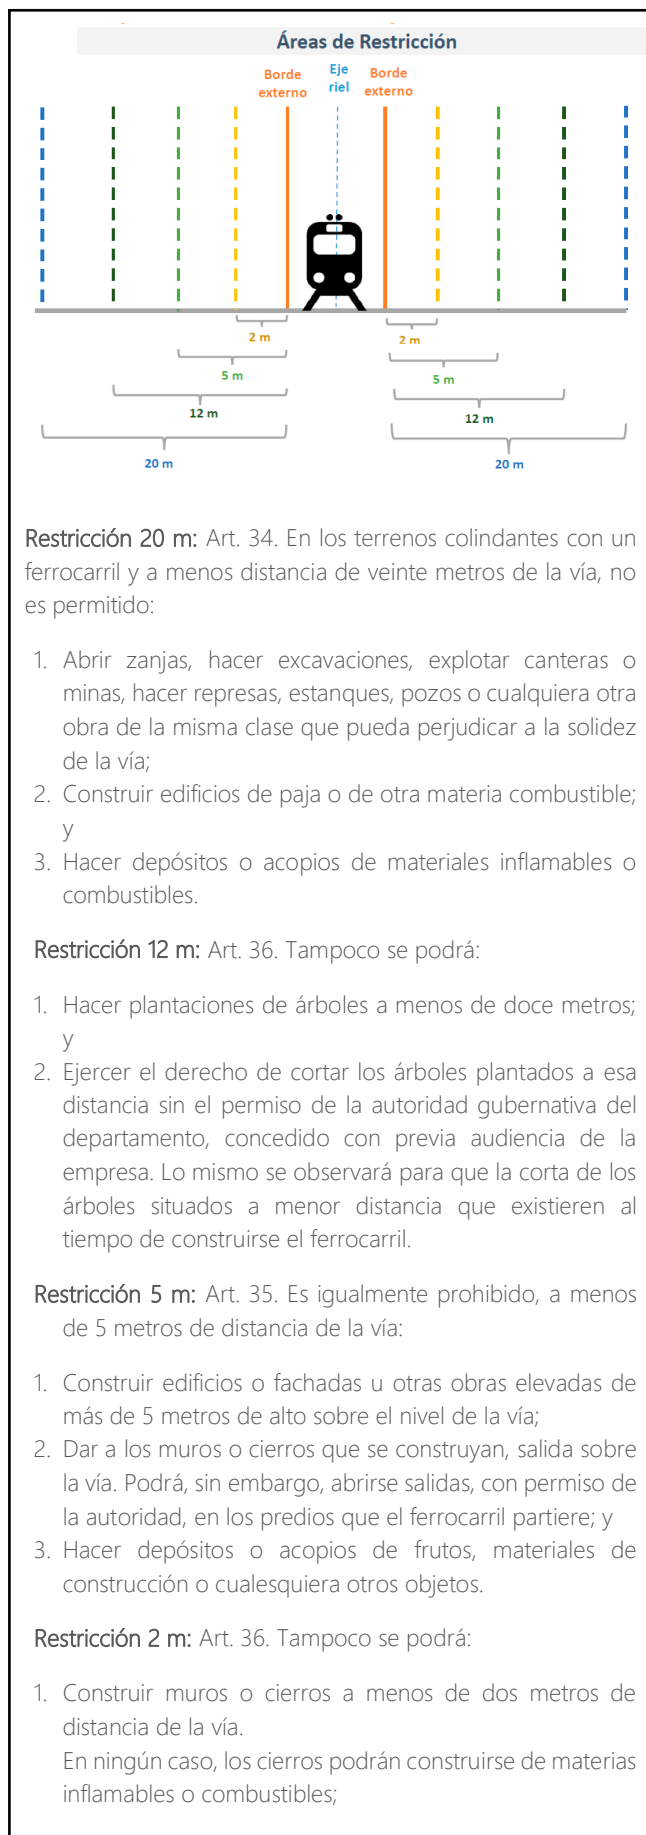 Áreas de Restricción
Borde externo
Eje riel
Borde externo
2 m
2 m
5 m
5 m
12 m
12 m
20 m
20 m
Restricción 20 m: Art. 34. En los terrenos colindantes con un
ferrocarril y a menos distancia de veinte metros de la vía, no
es permitido:
1. Abrir zanjas, hacer excavaciones, explotar canteras o
minas, hacer represas, estanques, pozos o cualquiera otra
obra de la misma clase que pueda perjudicar a la solidez
de la vía;
2. Construir edificios de paja o de otra materia combustible;
y
3. Hacer depósitos o acopios de materiales inflamables o
combustibles.
Restricción 12 m: Art. 36. Tampoco se podrá:
1. Hacer plantaciones de árboles a menos de doce metros;
y
2. Ejercer el derecho de cortar los árboles plantados a esa
distancia sin el permiso de la autoridad gubernativa del
departamento, concedido con previa audiencia de la
empresa. Lo mismo se observará para que la corta de los
árboles situados a menor distancia que existieren al
tiempo de construirse el ferrocarril.
Restricción 5 m: Art. 35. Es igualmente prohibido, a menos
de 5 metros de distancia de la vía:
1. Construir edificios o fachadas u otras obras elevadas de
más de 5 metros de alto sobre el nivel de la vía;
2. Dar a los muros o cierros que se construyan, salida sobre
la vía. Podrá, sin embargo, abrirse salidas, con permiso de
la autoridad, en los predios que el ferrocarril partiere; y
3. Hacer depósitos o acopios de frutos, materiales de
construcción o cualesquiera otros objetos.
Restricción 2 m: Art. 36. Tampoco se podrá:
1. Construir muros o cierros a menos de dos metros de
distancia de la vía.
En ningún caso, los cierros podrán construirse de materias
inflamables o combustibles;